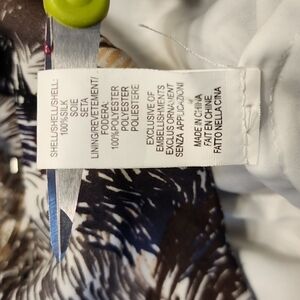 SHELL/SHELL/SHELL:
100%SILK
SOIE
SETA
LINING/REVETEMENT/
FODERA:
100%POLYESTER
POLYESTER
POLIESTERE
EXCLUSIVE OF
EMBELLISHMENTS
EXCLUS ORNAMENT
SENZA APPLICAZIONI
MADE IN CHINA
FAIT EN CHINE
FATTO NELLA CINA